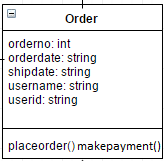 Order
orderno: int
orderdate: string
shipdate: string
username: string
userid: string
placeorder() makepayment()